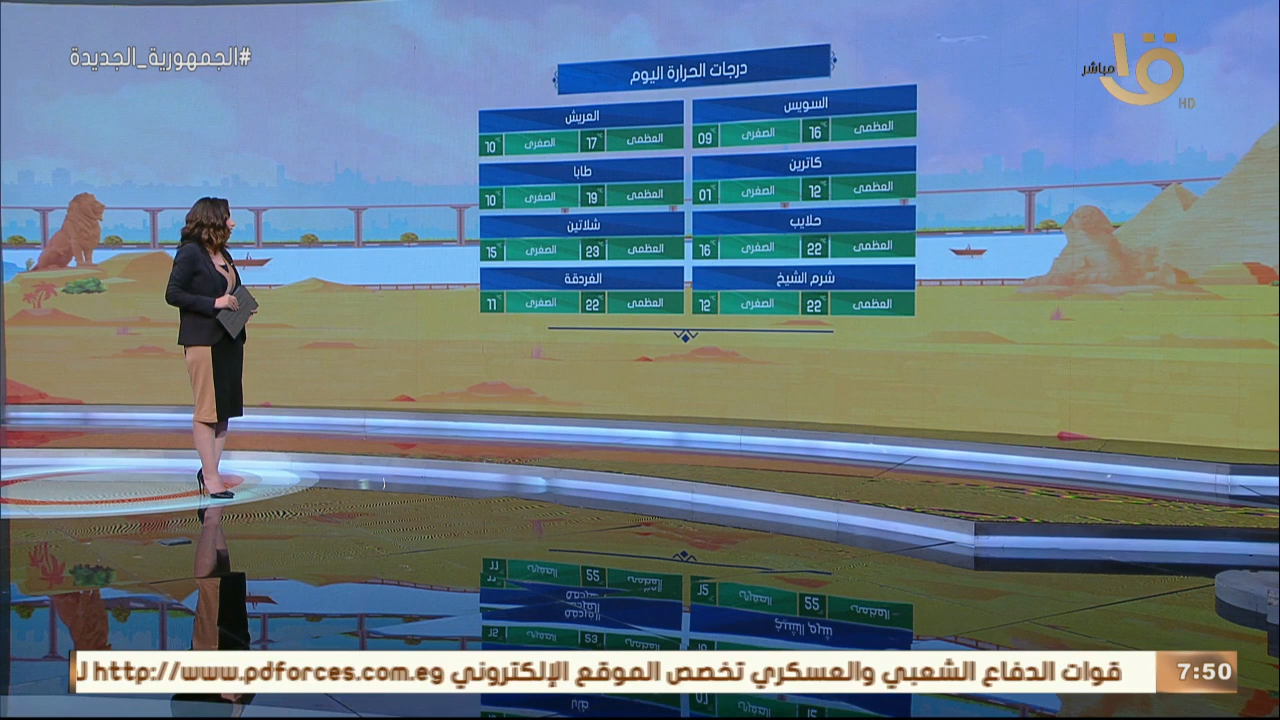 #الجمهورية_الجديدة
مباشر
HD
درجات الحرارة اليوم
السويس
العظمى 16 الصغرى 09
العريش
العظمى 17 الصغرى 10
كاترين
العظمى 12 الصغرى 01
طابا
العظمى 19 الصغرى 10
حلايب
العظمى 22 الصغرى 16
شلاتين
العظمى 23 الصغرى 15
شرم الشيخ
العظمى 22 الصغرى 12
الغردقة
العظمى 22 الصغرى 11
7:50
قوات الدفاع الشعبي والعسكري تخصص الموقع الإلكتروني http://www.pdforces.com.eg